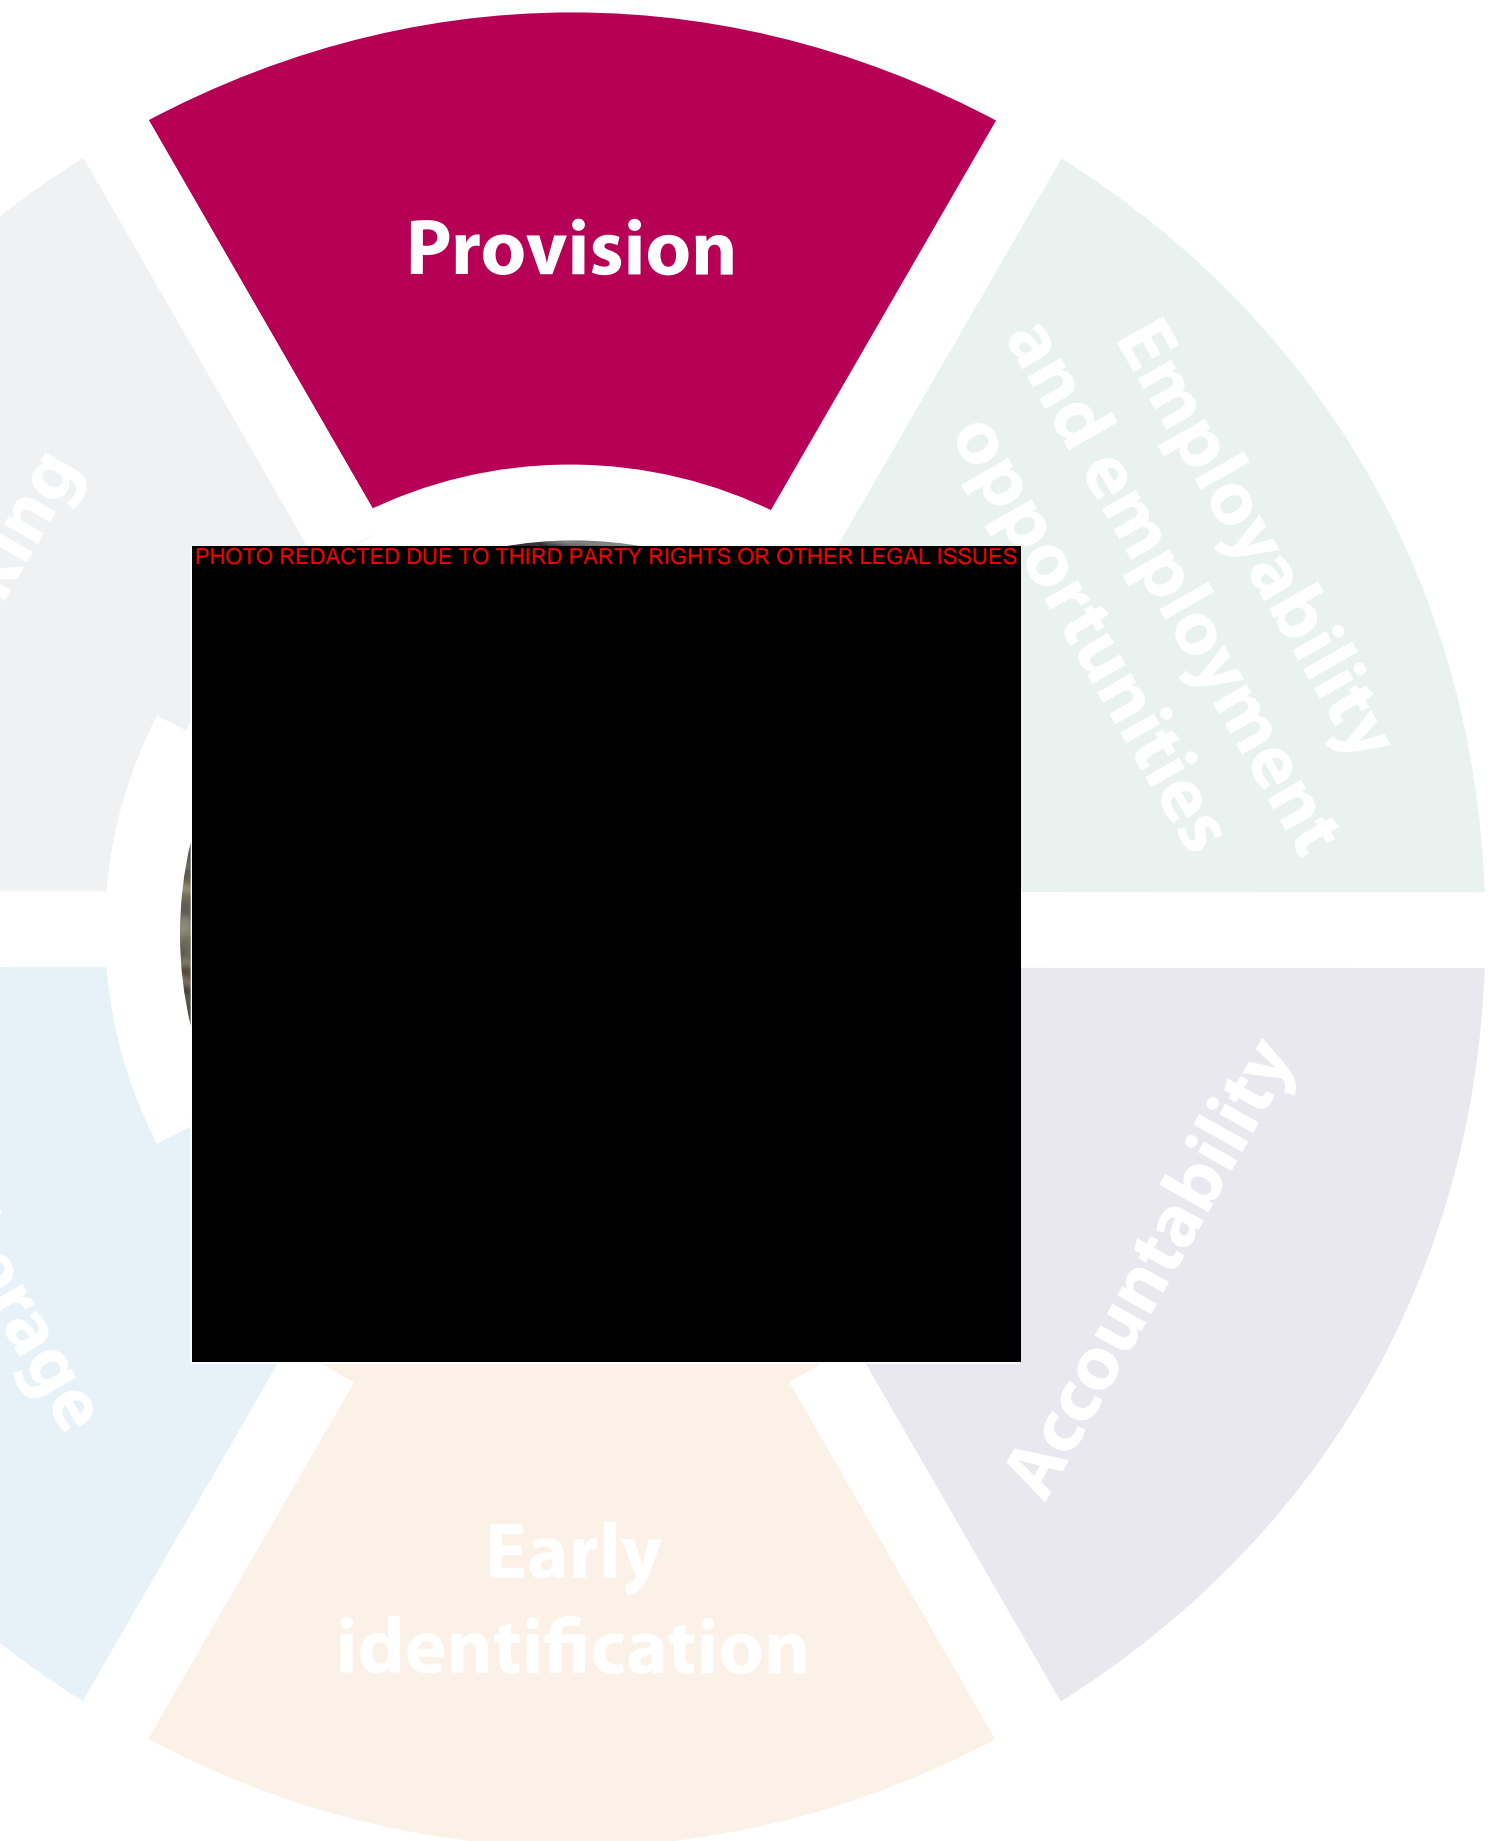 Provision
Employability
and employment
opportunities
PHOTO REDACTED DUE TO THIRD PARTY RIGHTS OR OTHER LEGAL ISSUES
Accountability
Early
identification